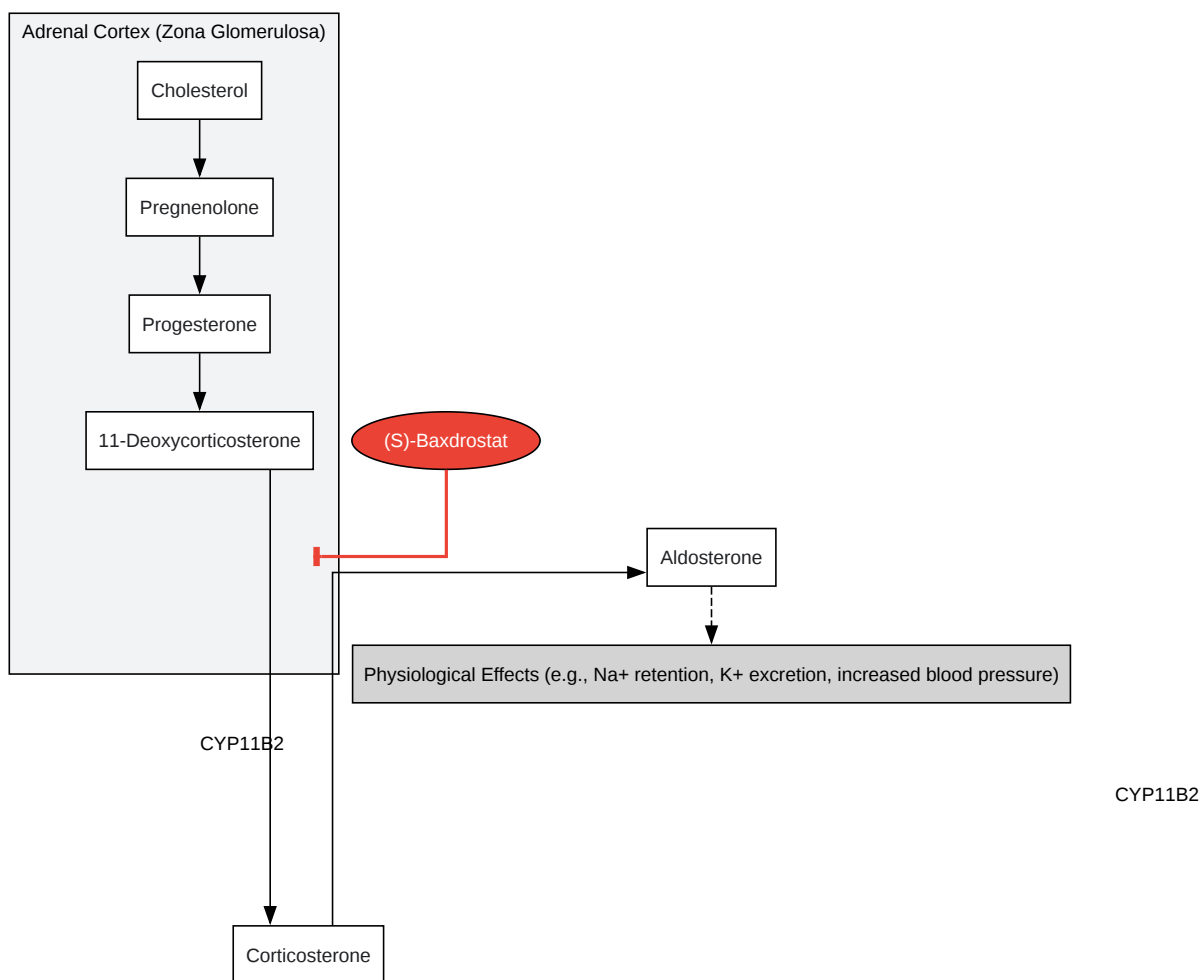 Adrenal Cortex (Zona Glomerulosa)
Cholesterol
Pregnenolone
Progesterone
11-Deoxycorticosterone
(S)-Baxdrostat
Aldosterone
Physiological Effects (e.g., Na+ retention, K+ excretion, increased blood pressure)
CYP11B2
CYP11B2
Corticosterone